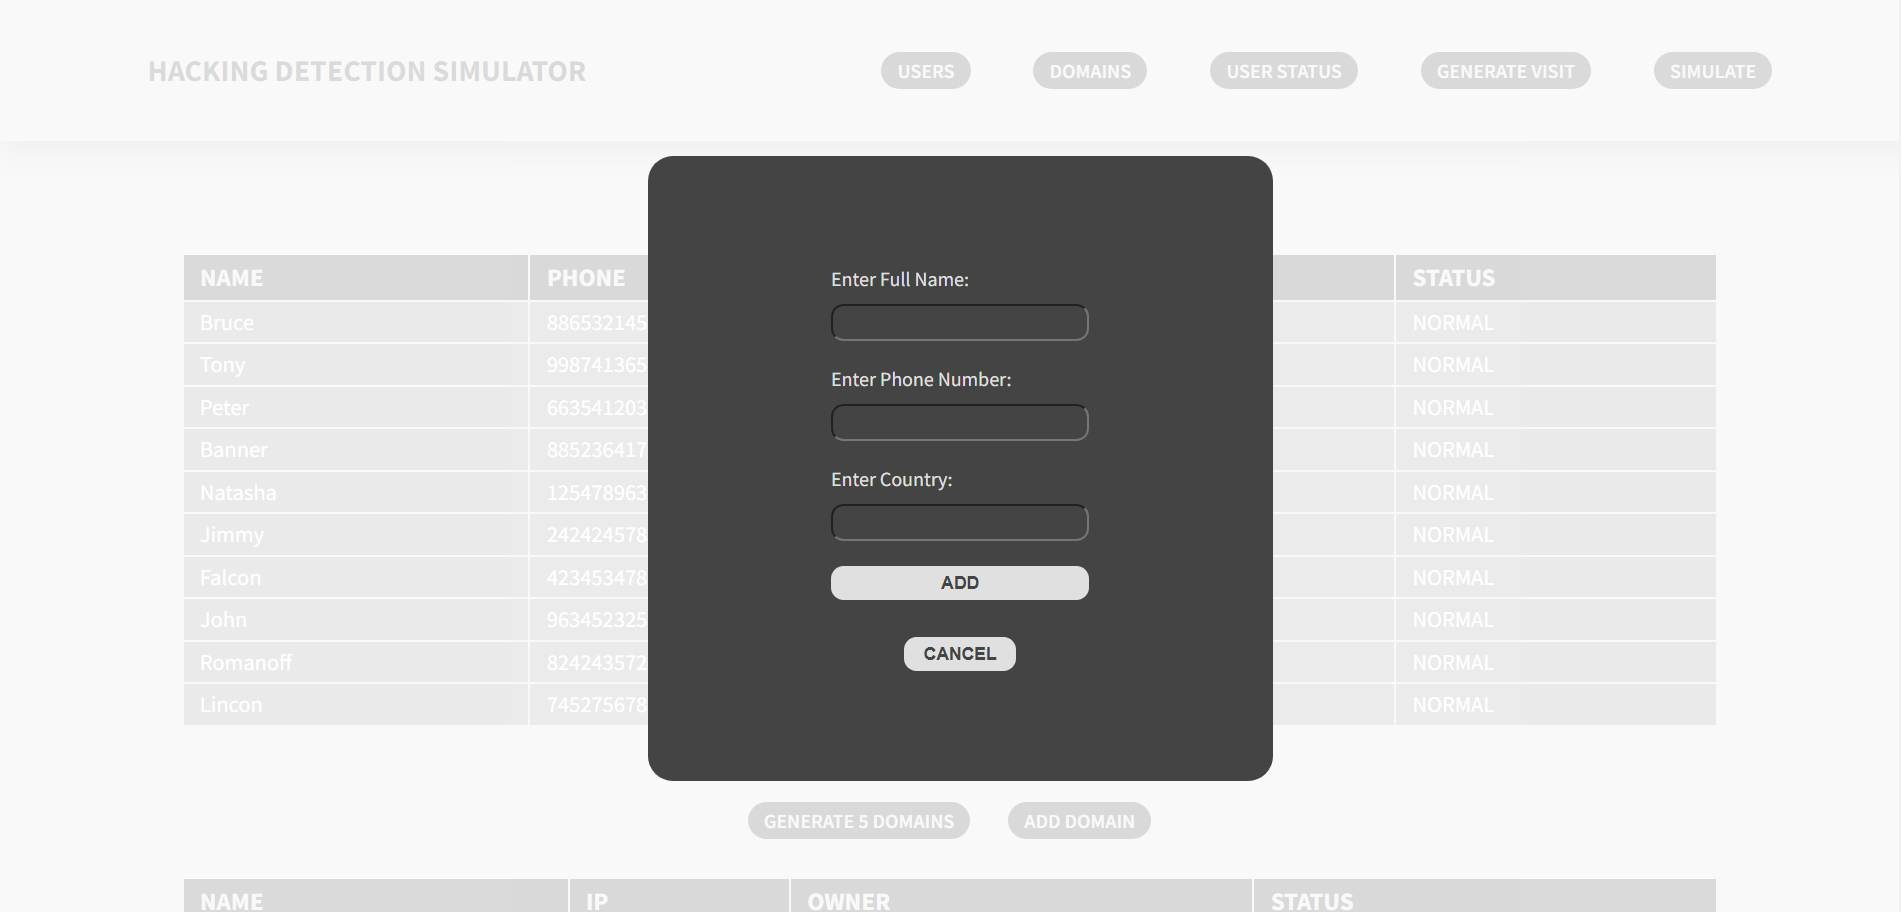 HACKING DETECTION SIMULATOR USERS DOMAINS USER STATUS GENERATE VISIT SIMULATE
NAME PHONE STATUS
Bruce 886532145 NORMAL
Tony 998741365 NORMAL
Peter 663541203 NORMAL
Banner 885236417 NORMAL
Natasha 125478963 NORMAL
Jimmy 242424578 NORMAL
Falcon 423453478 NORMAL
John 963452325 NORMAL
Romanoff 824243572 NORMAL
Lincon 745275678 NORMAL
Enter Full Name:
Enter Phone Number:
Enter Country:
ADD
CANCEL
GENERATE 5 DOMAINS ADD DOMAIN
NAME IP OWNER STATUS